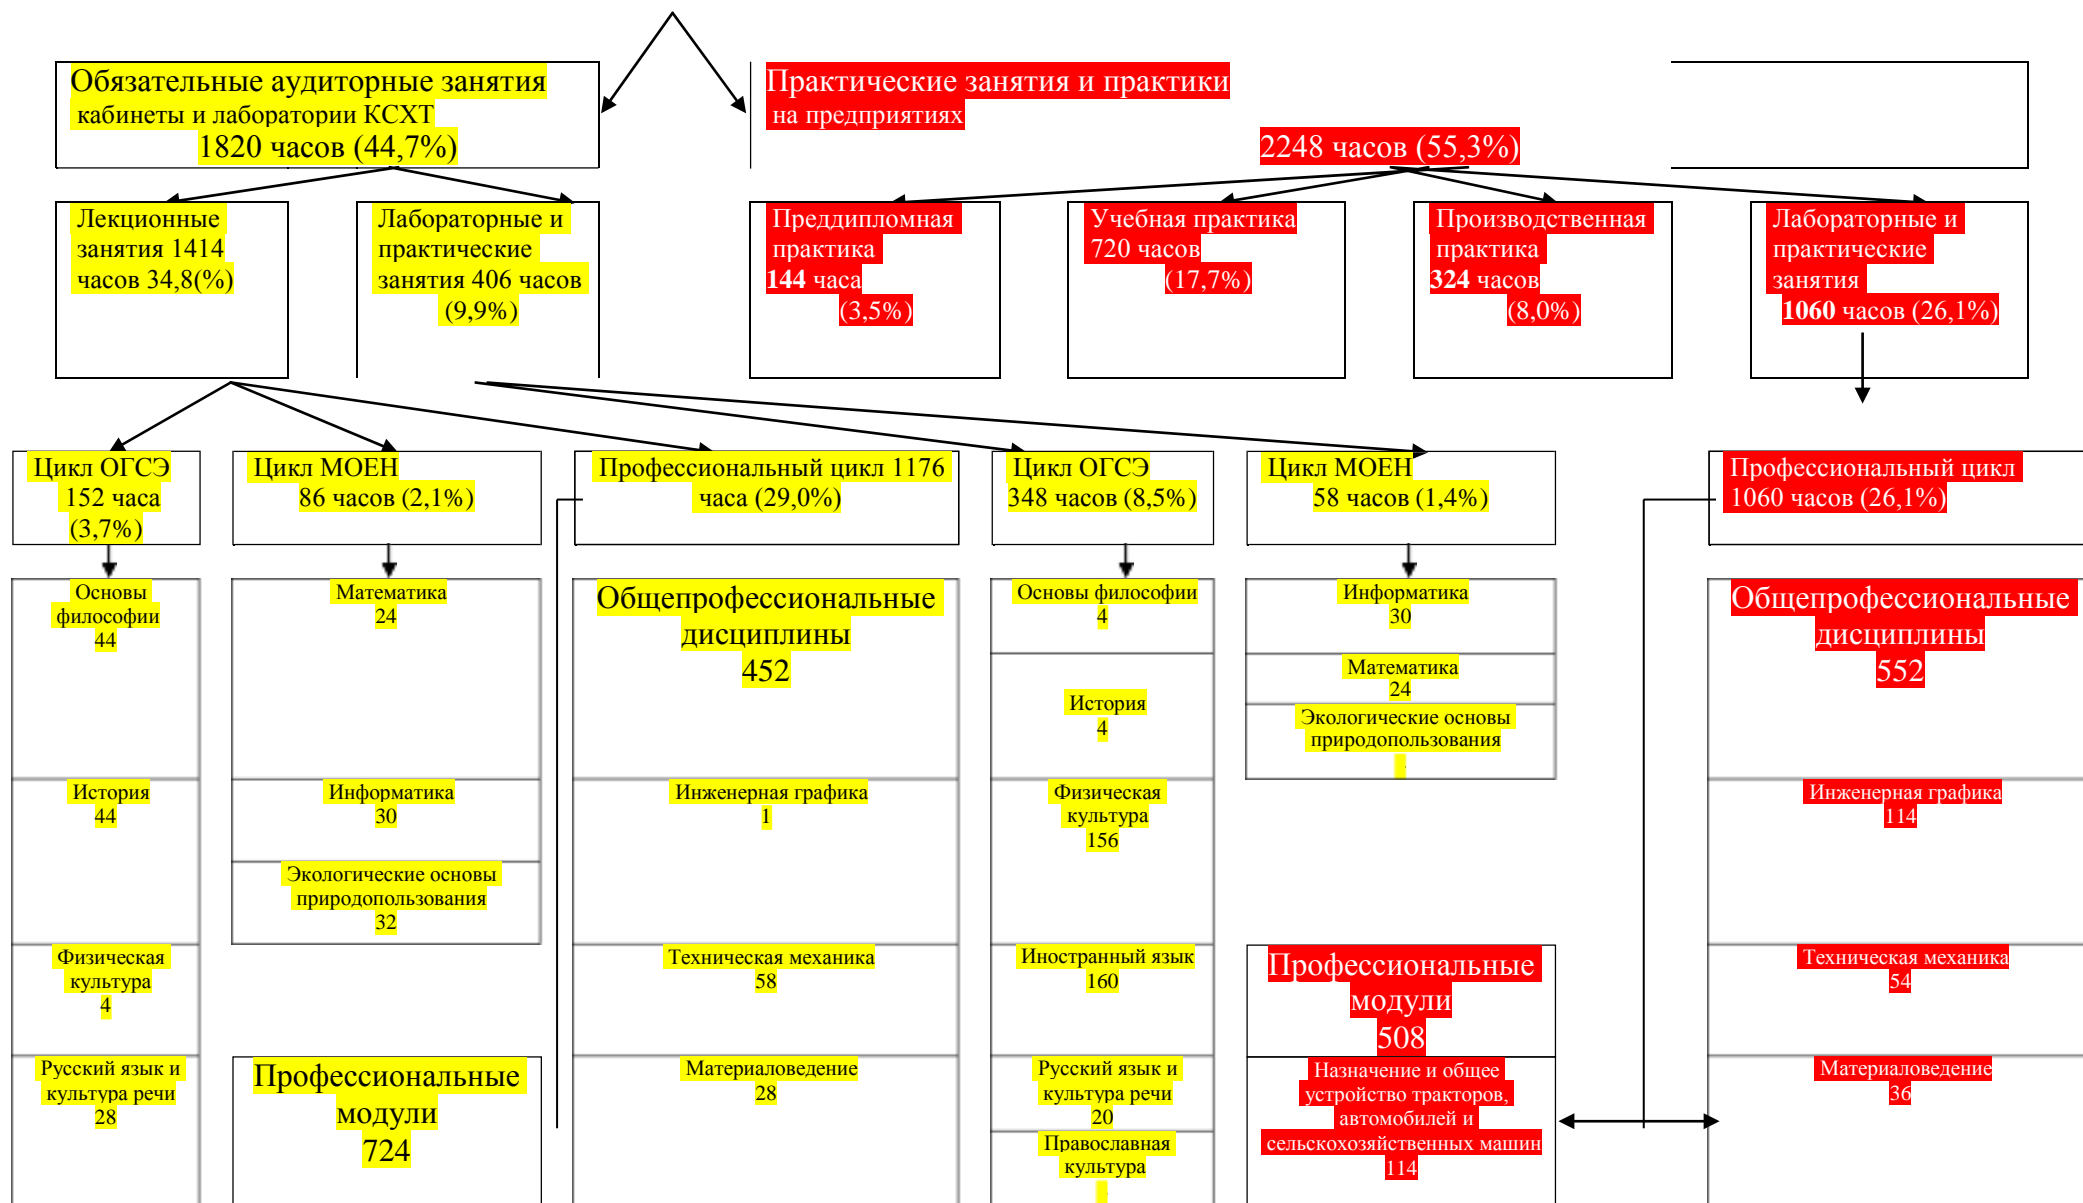 Обязательные аудиторные занятия
кабинеты и лаборатории КСХТ
1820 часов (44,7%)
Практические занятия и практики
на предприятиях
2248 часов (55,3%)
Лекционные
занятия 1414
часов 34,8(%)
Лабораторные и
практические
занятия 406 часов
(9,9%)
Преддипломная
практика
144 часа
(3,5%)
Учебная практика
720 часов
(17,7%)
Производственная
практика
324 часов
(8,0%)
Лабораторные и
практические
занятия
1060 часов (26,1%)
Цикл ОГСЭ
152 часа
(3,7%)
Цикл МОЕН
86 часов (2,1%)
Профессиональный цикл 1176
часа (29,0%)
Цикл ОГСЭ
348 часов (8,5%)
Цикл МОЕН
58 часов (1,4%)
Профессиональный цикл
1060 часов (26,1%)
Основы
философии
44
История
44
Физическая
культура
4
Русский язык и
культура речи
28
Математика
24
Информатика
30
Экологические основы
природопользования
32
Профессиональные
модули
724
Общепрофессиональные
дисциплины
452
Инженерная графика
1
Техническая механика
58
Материаловедение
28
Основы философии
4
История
4
Физическая
культура
156
Иностранный язык
160
Русский язык и
культура речи
20
Православная
культура
Информатика
30
Математика
24
Экологические основы
природопользования
Профессиональные
модули
508
Назначение и общее
устройство тракторов,
автомобилей и
сельскохозяйственных машин
114
Общепрофессиональные
дисциплины
552
Инженерная графика
114
Техническая механика
54
Материаловедение
36